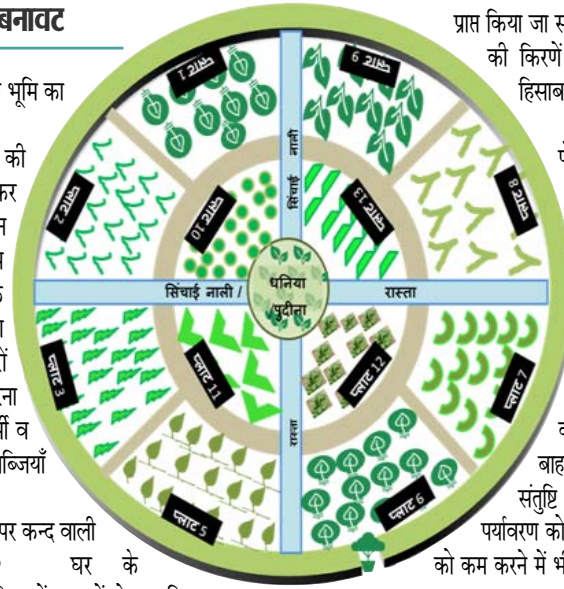 बनावट
भूमि का
की
कर
पर कन्द वाली
घर के
व
ब्जियाँ
प्लाट 1
प्लाट 2
प्लाट 3
प्लाट 5
प्लाट 6
प्लाट 7
प्लाट 8
प्लाट 9
प्लाट 10
प्लाट 11
प्लाट 12
प्लाट 13
सिंचाई नाली
सिंचाई नाली /
रास्ता
धनिया
पुदीना
रास्ता
प्राप्त किया जा स
की किरणें
हिसाब
बाह
संतुष्टि
पर्यावरण को
को कम करने में भी